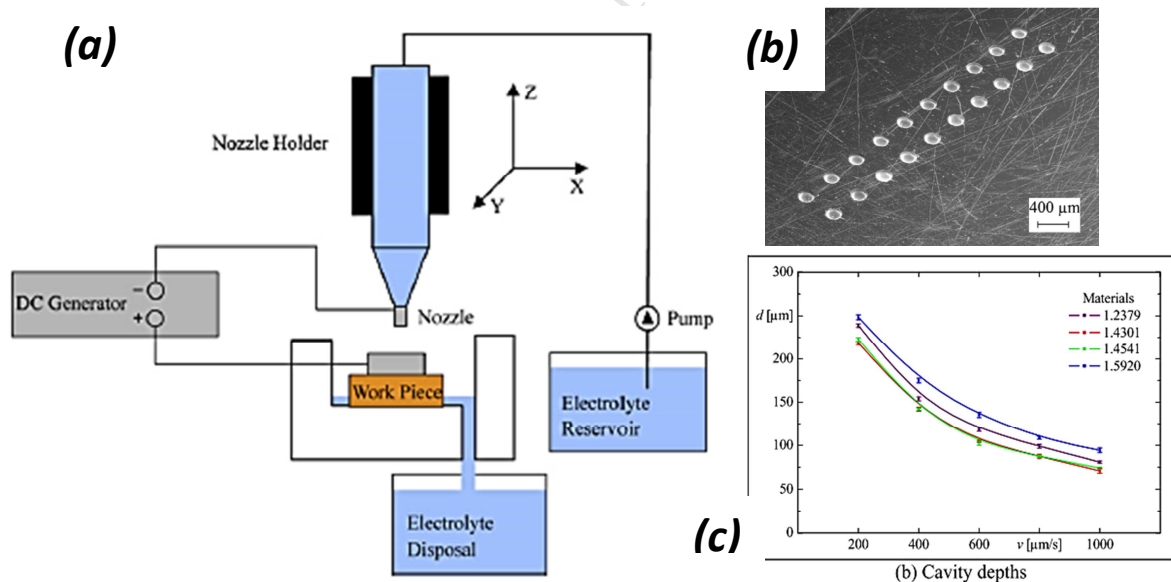 (a)
Nozzle Holder
Z
X
Y
DC Generator
−
+
Nozzle
Pump
Work Piece
Electrolyte
Reservoir
Electrolyte
Disposal
(b)
400 µm
300
d [µm]
200
150
100
50
0
Materials
1.2379
1.4301
1.4541
1.5920
200
400
600
v [µm/s]
1000
(c)
(b) Cavity depths